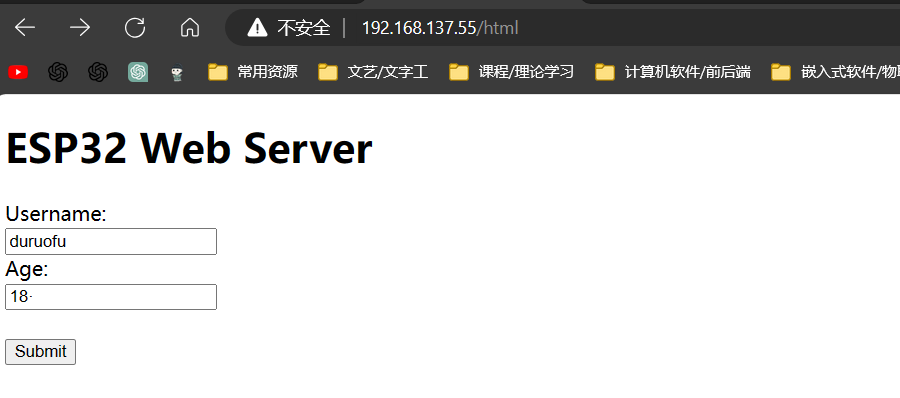 不安全 192.168.137.55/html
常用资源 文艺/文字工 课程/理论学习 计算机软件/前后端 嵌入式软件/物联
ESP32 Web Server
Username:
duruofu
Age:
18·
Submit